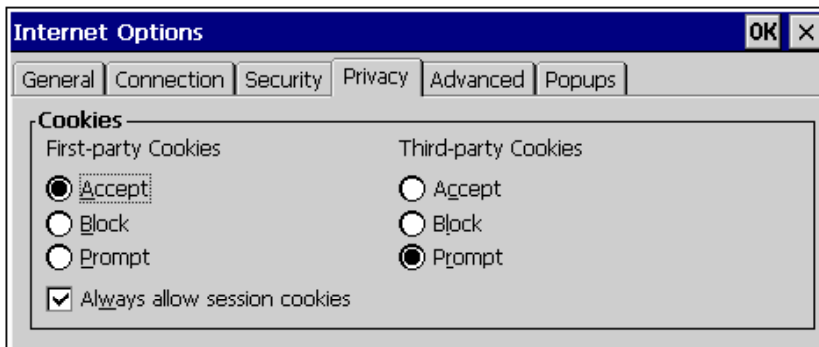 Internet Options OK ×
General Connection Security Privacy Advanced Popups
Cookies
First-party Cookies Third-party Cookies
Accept Accept
Block Block
Prompt Prompt
Always allow session cookies